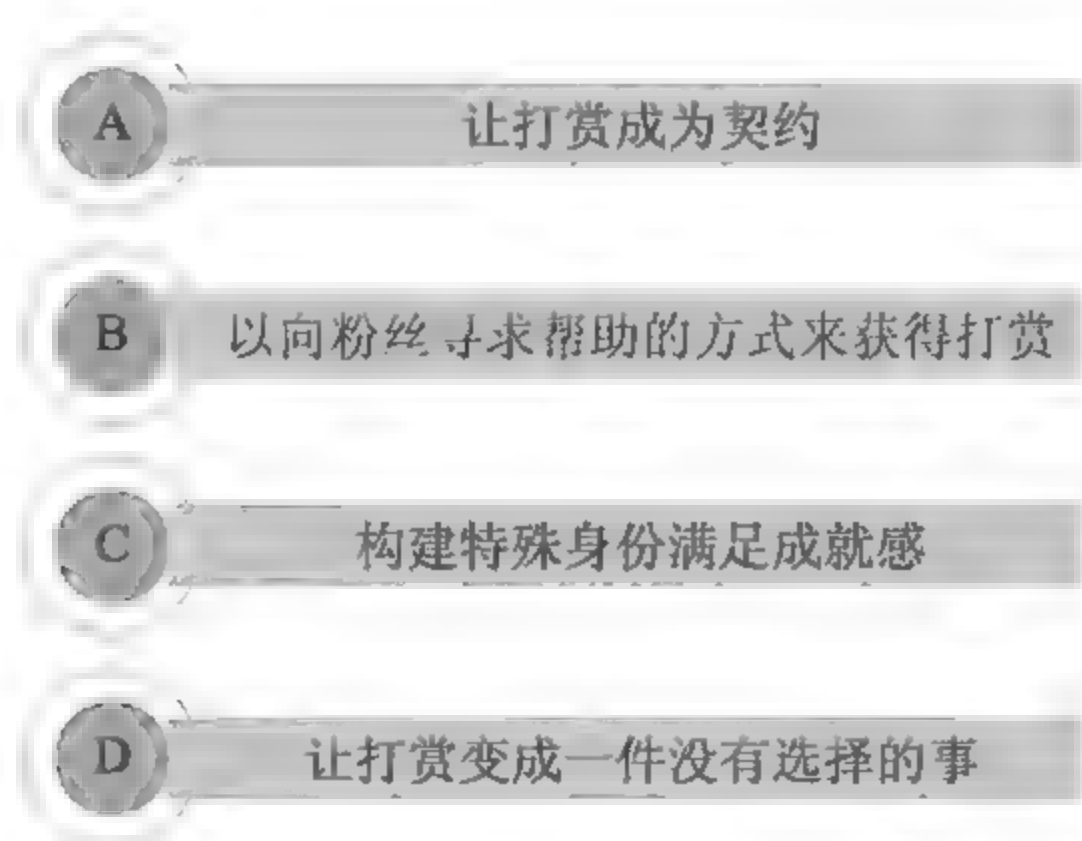 A 让打赏成为契约
B 以向粉丝寻求帮助的方式来获得打赏
C 构建特殊身份满足成就感
D 让打赏变成一件没有选择的事